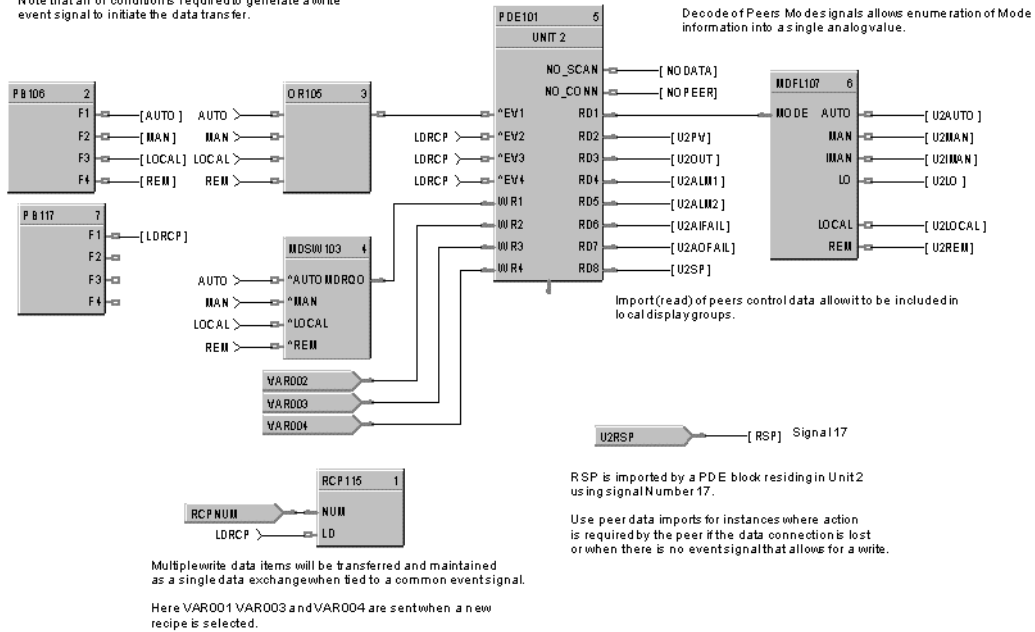 Note that an or condition is required to generate a write
event signal to initiate the data transfer.
Decode of Peers Mode signals allows enumeration of Mode
information into a single analog value.
PDE101 5
UNIT 2
NO_SCAN [ NODATA]
NO_CONN [ NOPEER]
^EV1 RD1
LDRCP ^EV2 RD2 [ U2PV]
LDRCP ^EV3 RD3 [ U2OUT]
LDRCP ^EV4 RD4 [ U2ALM1]
WR1 RD5 [ U2ALM2]
WR2 RD6 [ U2AIFAIL]
WR3 RD7 [ U2AOFAIL]
WR4 RD8 [ U2SP]
PB106 2
F1 [AUTO ]
F2 [MAN]
F3 [LOCAL]
F4 [REM]
OR105 3
AUTO
MAN
LOCAL
REM
MDFL107 6
MODE AUTO [ U2AUTO]
MAN [ U2MAN]
IMAN [ U2IMAN]
LO [ U2LO ]
LOCAL [ U2LOCAL]
REM [ U2REM]
PB117 7
F1 [LDRCP]
F2
F3
F4
MDSW103 4
AUTO ^AUTO MDRQO
MAN ^MAN
LOCAL ^LOCAL
REM ^REM
Import (read) of peers control data allow it to be included in
local display groups.
VAR002
VAR003
VAR004
U2RSP [ RSP] Signal 17
RSP is imported by a PDE block residing in Unit 2
using signal Number 17.
Use peer data imports for instances where action
is required by the peer if the data connection is lost
or when there is no event signal that allows for a write.
RCP115 1
RCPNUM NUM
LDRCP LD
Multiple write data items will be transferred and maintained
as a single data exchange when tied to a common event signal.
Here VAR001 VAR003 and VAR004 are sent when a new
recipe is selected.